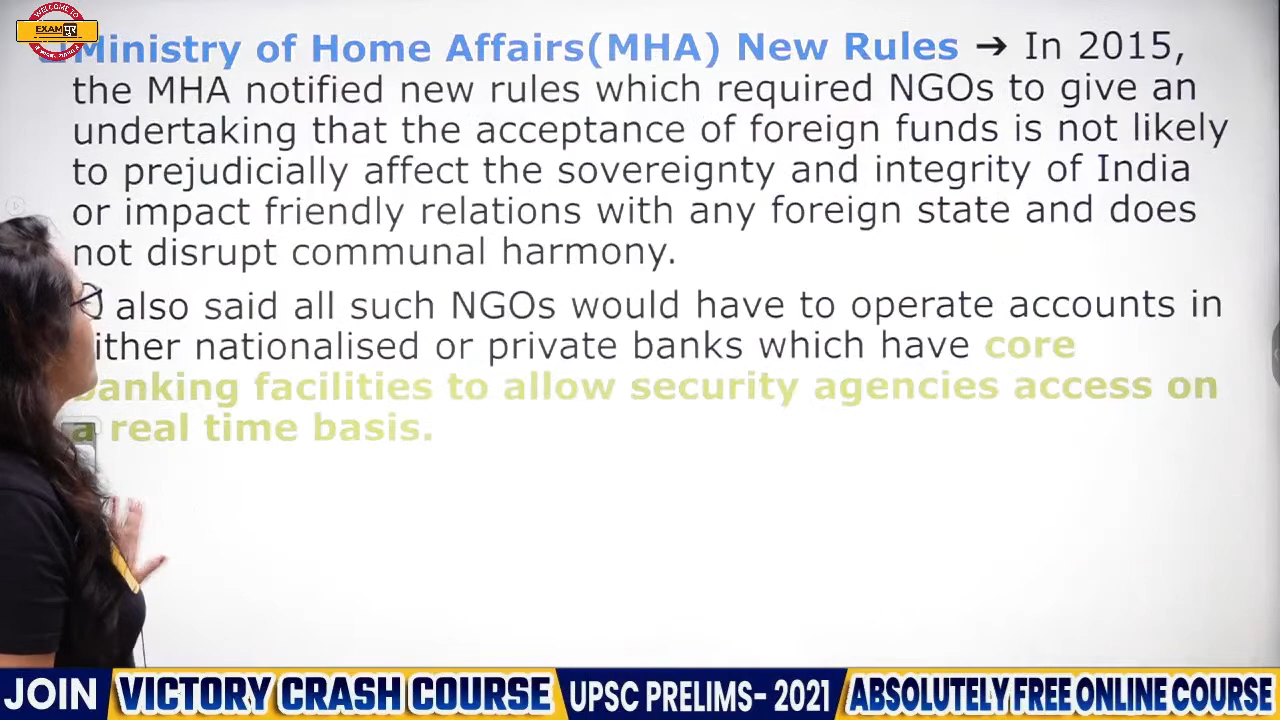 WELCOME TO
EXAMपुर
Ministry of Home Affairs(MHA) New Rules ➔ In 2015,
the MHA notified new rules which required NGOs to give an
undertaking that the acceptance of foreign funds is not likely
to prejudicially affect the sovereignty and integrity of India
or impact friendly relations with any foreign state and does
not disrupt communal harmony.
also said all such NGOs would have to operate accounts in
ither nationalised or private banks which have core
banking facilities to allow security agencies access on
a real time basis.
JOIN VICTORY CRASH COURSE UPSC PRELIMS- 2021 ABSOLUTELY FREE ONLINE COURSE